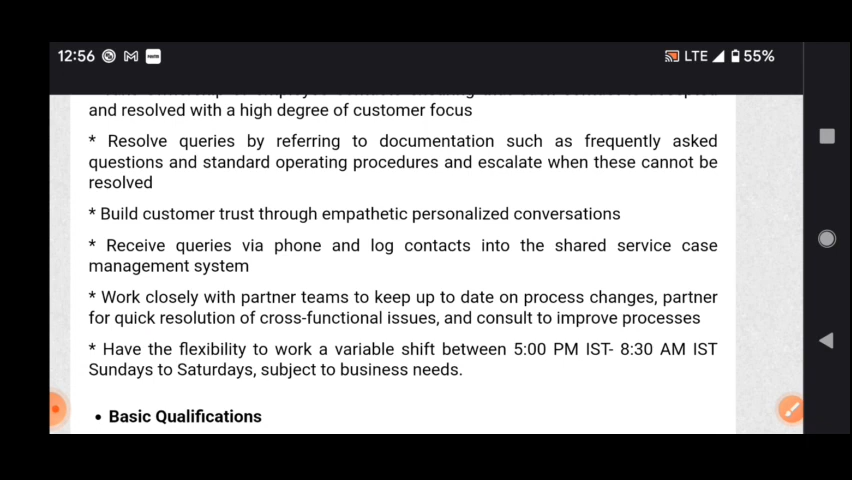 12:56
LTE 55%
and resolved with a high degree of customer focus
* Resolve queries by referring to documentation such as frequently asked
questions and standard operating procedures and escalate when these cannot be
resolved
* Build customer trust through empathetic personalized conversations
* Receive queries via phone and log contacts into the shared service case
management system
* Work closely with partner teams to keep up to date on process changes, partner
for quick resolution of cross-functional issues, and consult to improve processes
* Have the flexibility to work a variable shift between 5:00 PM IST- 8:30 AM IST
Sundays to Saturdays, subject to business needs.
• Basic Qualifications